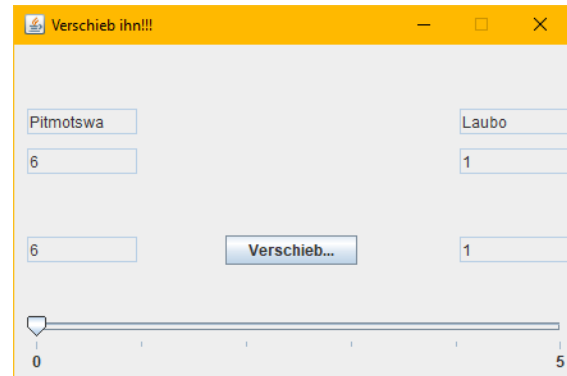 Verschieb ihn!!!
Pitmotswa Laubo
6 1
6 Verschieb... 1
0 5